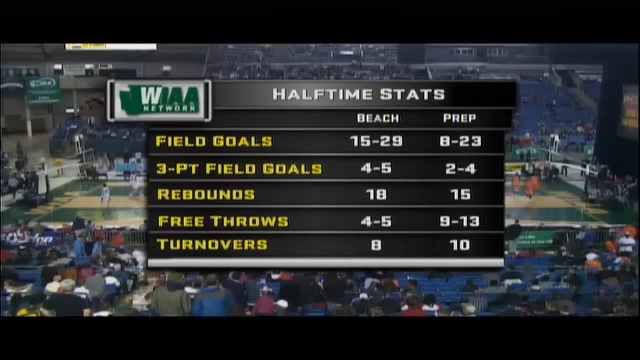 WIAA
NETWORK
HALFTIME STATS
BEACH PREP
FIELD GOALS 15-29 8-23
3-PT FIELD GOALS 4-5 2-4
REBOUNDS 18 15
FREE THROWS 4-5 9-13
TURNOVERS 8 10